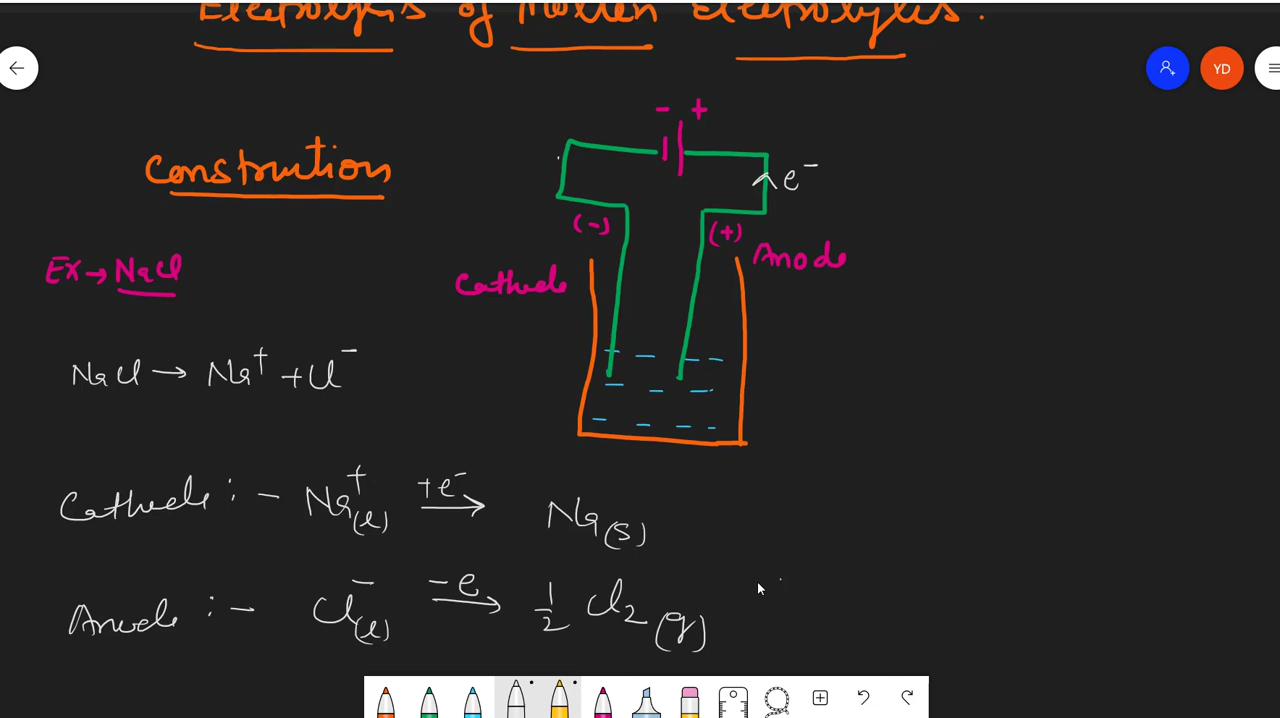 Electrolysis of Molten Electrolytes.
YD
- +
Construction
e⁻
(-) (+)
Ex → NaCl
Cathode Anode
NaCl → Na⁺ + Cl⁻
Cathode :- Na⁺(l) +e⁻→ Na(s)
Anode :- Cl⁻(l) -e→ 1/2 Cl₂(g)